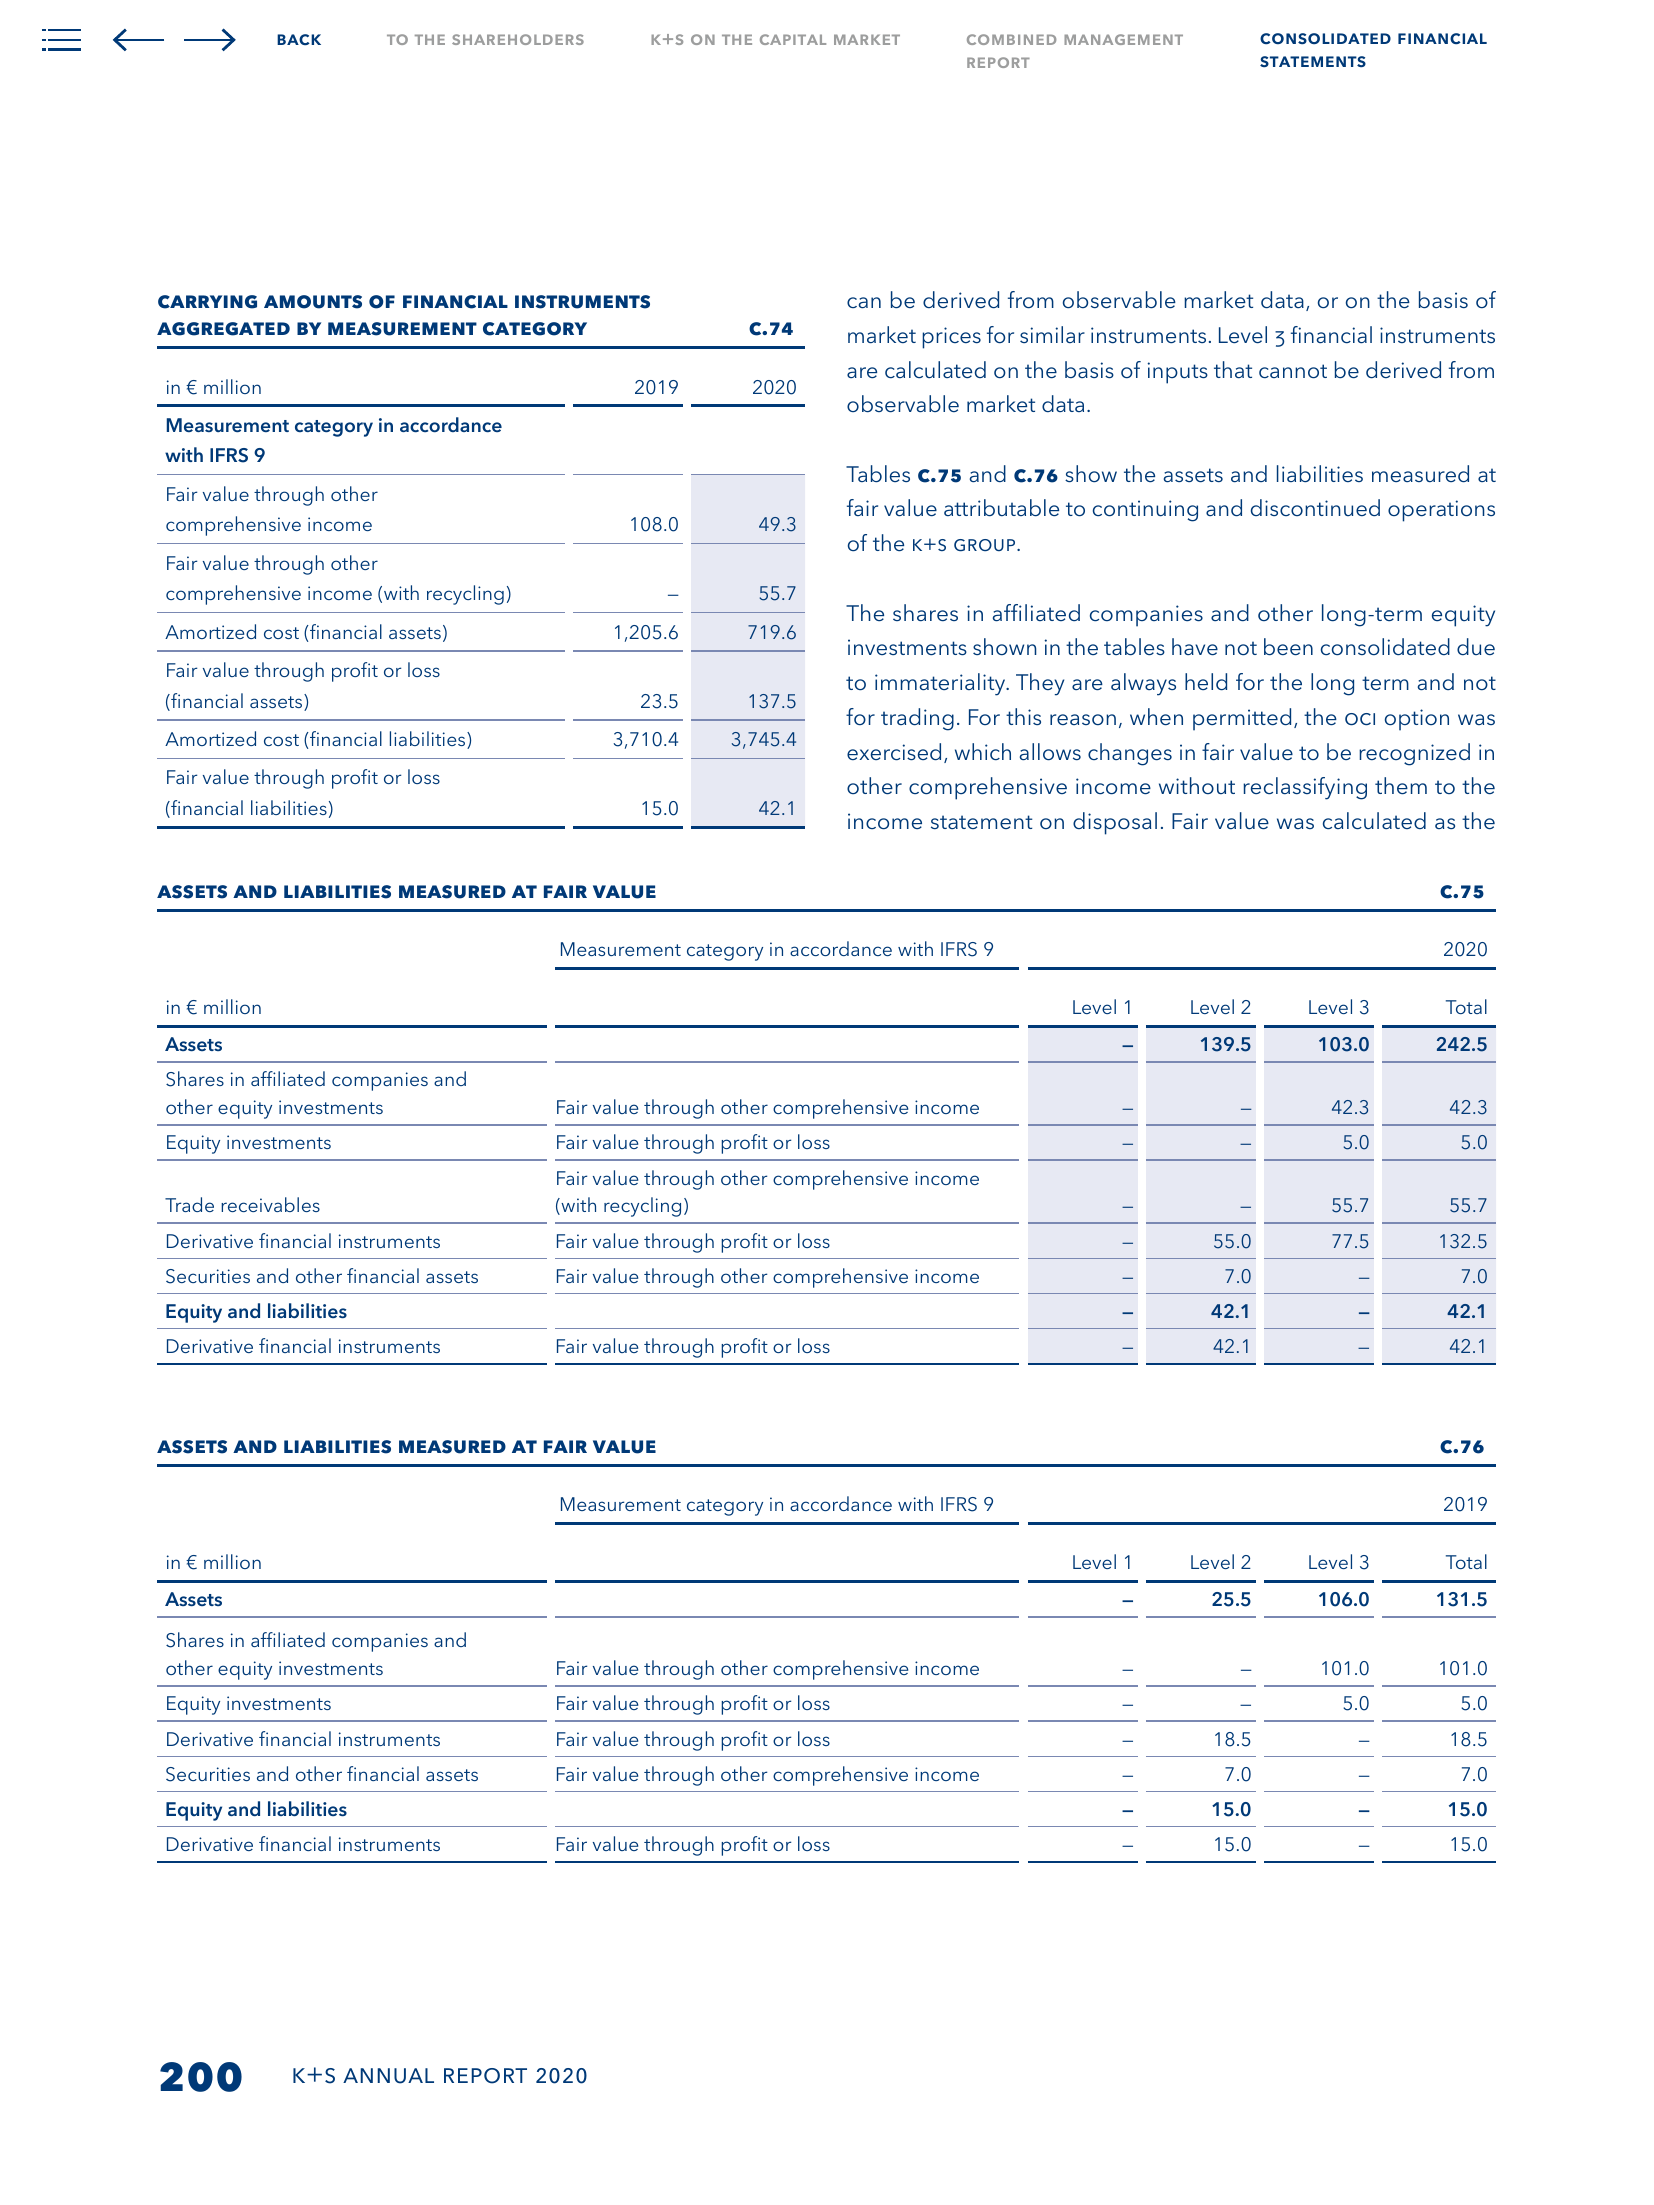 BACK TO THE SHAREHOLDERS K+S ON THE CAPITAL MARKET COMBINED MANAGEMENT REPORT CONSOLIDATED FINANCIAL STATEMENTS
CARRYING AMOUNTS OF FINANCIAL INSTRUMENTS
AGGREGATED BY MEASUREMENT CATEGORY C.74
in € million 2019 2020
Measurement category in accordance
with IFRS 9
Fair value through other
comprehensive income 108.0 49.3
Fair value through other
comprehensive income (with recycling) – 55.7
Amortized cost (financial assets) 1,205.6 719.6
Fair value through profit or loss
(financial assets) 23.5 137.5
Amortized cost (financial liabilities) 3,710.4 3,745.4
Fair value through profit or loss
(financial liabilities) 15.0 42.1
can be derived from observable market data, or on the basis of
market prices for similar instruments. Level 3 financial instruments
are calculated on the basis of inputs that cannot be derived from
observable market data.
Tables C.75 and C.76 show the assets and liabilities measured at
fair value attributable to continuing and discontinued operations
of the K+S GROUP.
The shares in affiliated companies and other long-term equity
investments shown in the tables have not been consolidated due
to immateriality. They are always held for the long term and not
for trading. For this reason, when permitted, the OCI option was
exercised, which allows changes in fair value to be recognized in
other comprehensive income without reclassifying them to the
income statement on disposal. Fair value was calculated as the
ASSETS AND LIABILITIES MEASURED AT FAIR VALUE C.75
Measurement category in accordance with IFRS 9 2020
in € million Level 1 Level 2 Level 3 Total
Assets – 139.5 103.0 242.5
Shares in affiliated companies and
other equity investments Fair value through other comprehensive income – – 42.3 42.3
Equity investments Fair value through profit or loss – – 5.0 5.0
Fair value through other comprehensive income
Trade receivables (with recycling) – – 55.7 55.7
Derivative financial instruments Fair value through profit or loss – 55.0 77.5 132.5
Securities and other financial assets Fair value through other comprehensive income – 7.0 – 7.0
Equity and liabilities – 42.1 – 42.1
Derivative financial instruments Fair value through profit or loss – 42.1 – 42.1
ASSETS AND LIABILITIES MEASURED AT FAIR VALUE C.76
Measurement category in accordance with IFRS 9 2019
in € million Level 1 Level 2 Level 3 Total
Assets – 25.5 106.0 131.5
Shares in affiliated companies and
other equity investments Fair value through other comprehensive income – – 101.0 101.0
Equity investments Fair value through profit or loss – – 5.0 5.0
Derivative financial instruments Fair value through profit or loss – 18.5 – 18.5
Securities and other financial assets Fair value through other comprehensive income – 7.0 – 7.0
Equity and liabilities – 15.0 – 15.0
Derivative financial instruments Fair value through profit or loss – 15.0 – 15.0
200 K+S ANNUAL REPORT 2020